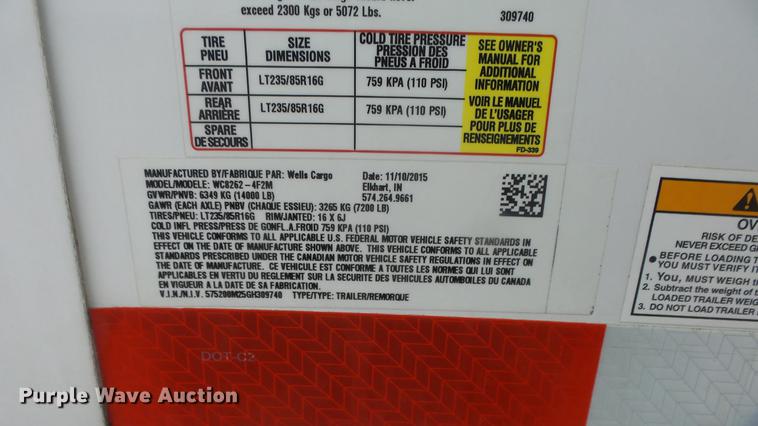 exceed 2300 Kgs or 5072 Lbs.
309740
TIRE
PNEU
SIZE
DIMENSIONS
COLD TIRE PRESSURE
PRESSION DES
PNEUS A FROID
SEE OWNER'S
MANUAL FOR
ADDITIONAL
INFORMATION
VOIR LE MANUEL
DE L'USAGER
POUR PLUS DE
RENSEIGNEMENTS
FD-339
FRONT
AVANT
LT235/85R16G
759 KPA (110 PSI)
REAR
ARRIÈRE
LT235/85R16G
759 KPA (110 PSI)
SPARE
DE SECOURS
MANUFACTURED BY/FABRIQUE PAR: Wells Cargo Date: 11/10/2015
MODEL/MODELE: WC8262-4F2M Elkhart, IN
GVWR/PNVB: 6349 KG (14000 LB) 574.264.9661
GAWR (EACH AXLE) PNBV (CHAQUE ESSIEU): 3265 KG (7200 LB)
TIRES/PNEU: LT235/85R16G RIM/JANTED: 16 X 6J
COLD INFL PRESS/PRESS DE GONFL.A.FROID 759 KPA (110 PSI)
THIS VEHICLE CONFORMS TO ALL APPLICABLE U.S. FEDERAL MOTOR VEHICLE SAFETY STANDARDS IN
EFFECT ON THE DATE OF MANUFACTURE SHOWN ABOVE. THIS VEHICLE CONFORMS TO ALL APPLICABLE
STANDARDS PRESCRIBED UNDER THE CANADIAN MOTOR VEHICLE SAFETY REGULATIONS IN EFFECT ON
THE DATE OF MANUFACTURE. CE VEHICULE EST CONFORME A TOUTES LES NORMES QUI LUI SONT
APPLICABLES EN VERTU DU REGLEMENT SUR LA SECURITE DES VEHICULES AUTOMBOILES DU CANADA
EN VIGUEUR A LA DATE DE SA FABRICATION.
V.I.N./N.I.V. 575200M25GH309740 TYPE/TYPE: TRAILER/REMORQUE
OV
RISK OF DE
NEVER EXCEED G
● BEFORE LOADING T
YOU MUST VERIFY IT
1. YOU, MUST WEIGH th
2. Subtract the weight of t
LOADED TRAILER WEIG
3. DO NOT LOAD TRAILER
DOT-C2
Purple Wave Auction